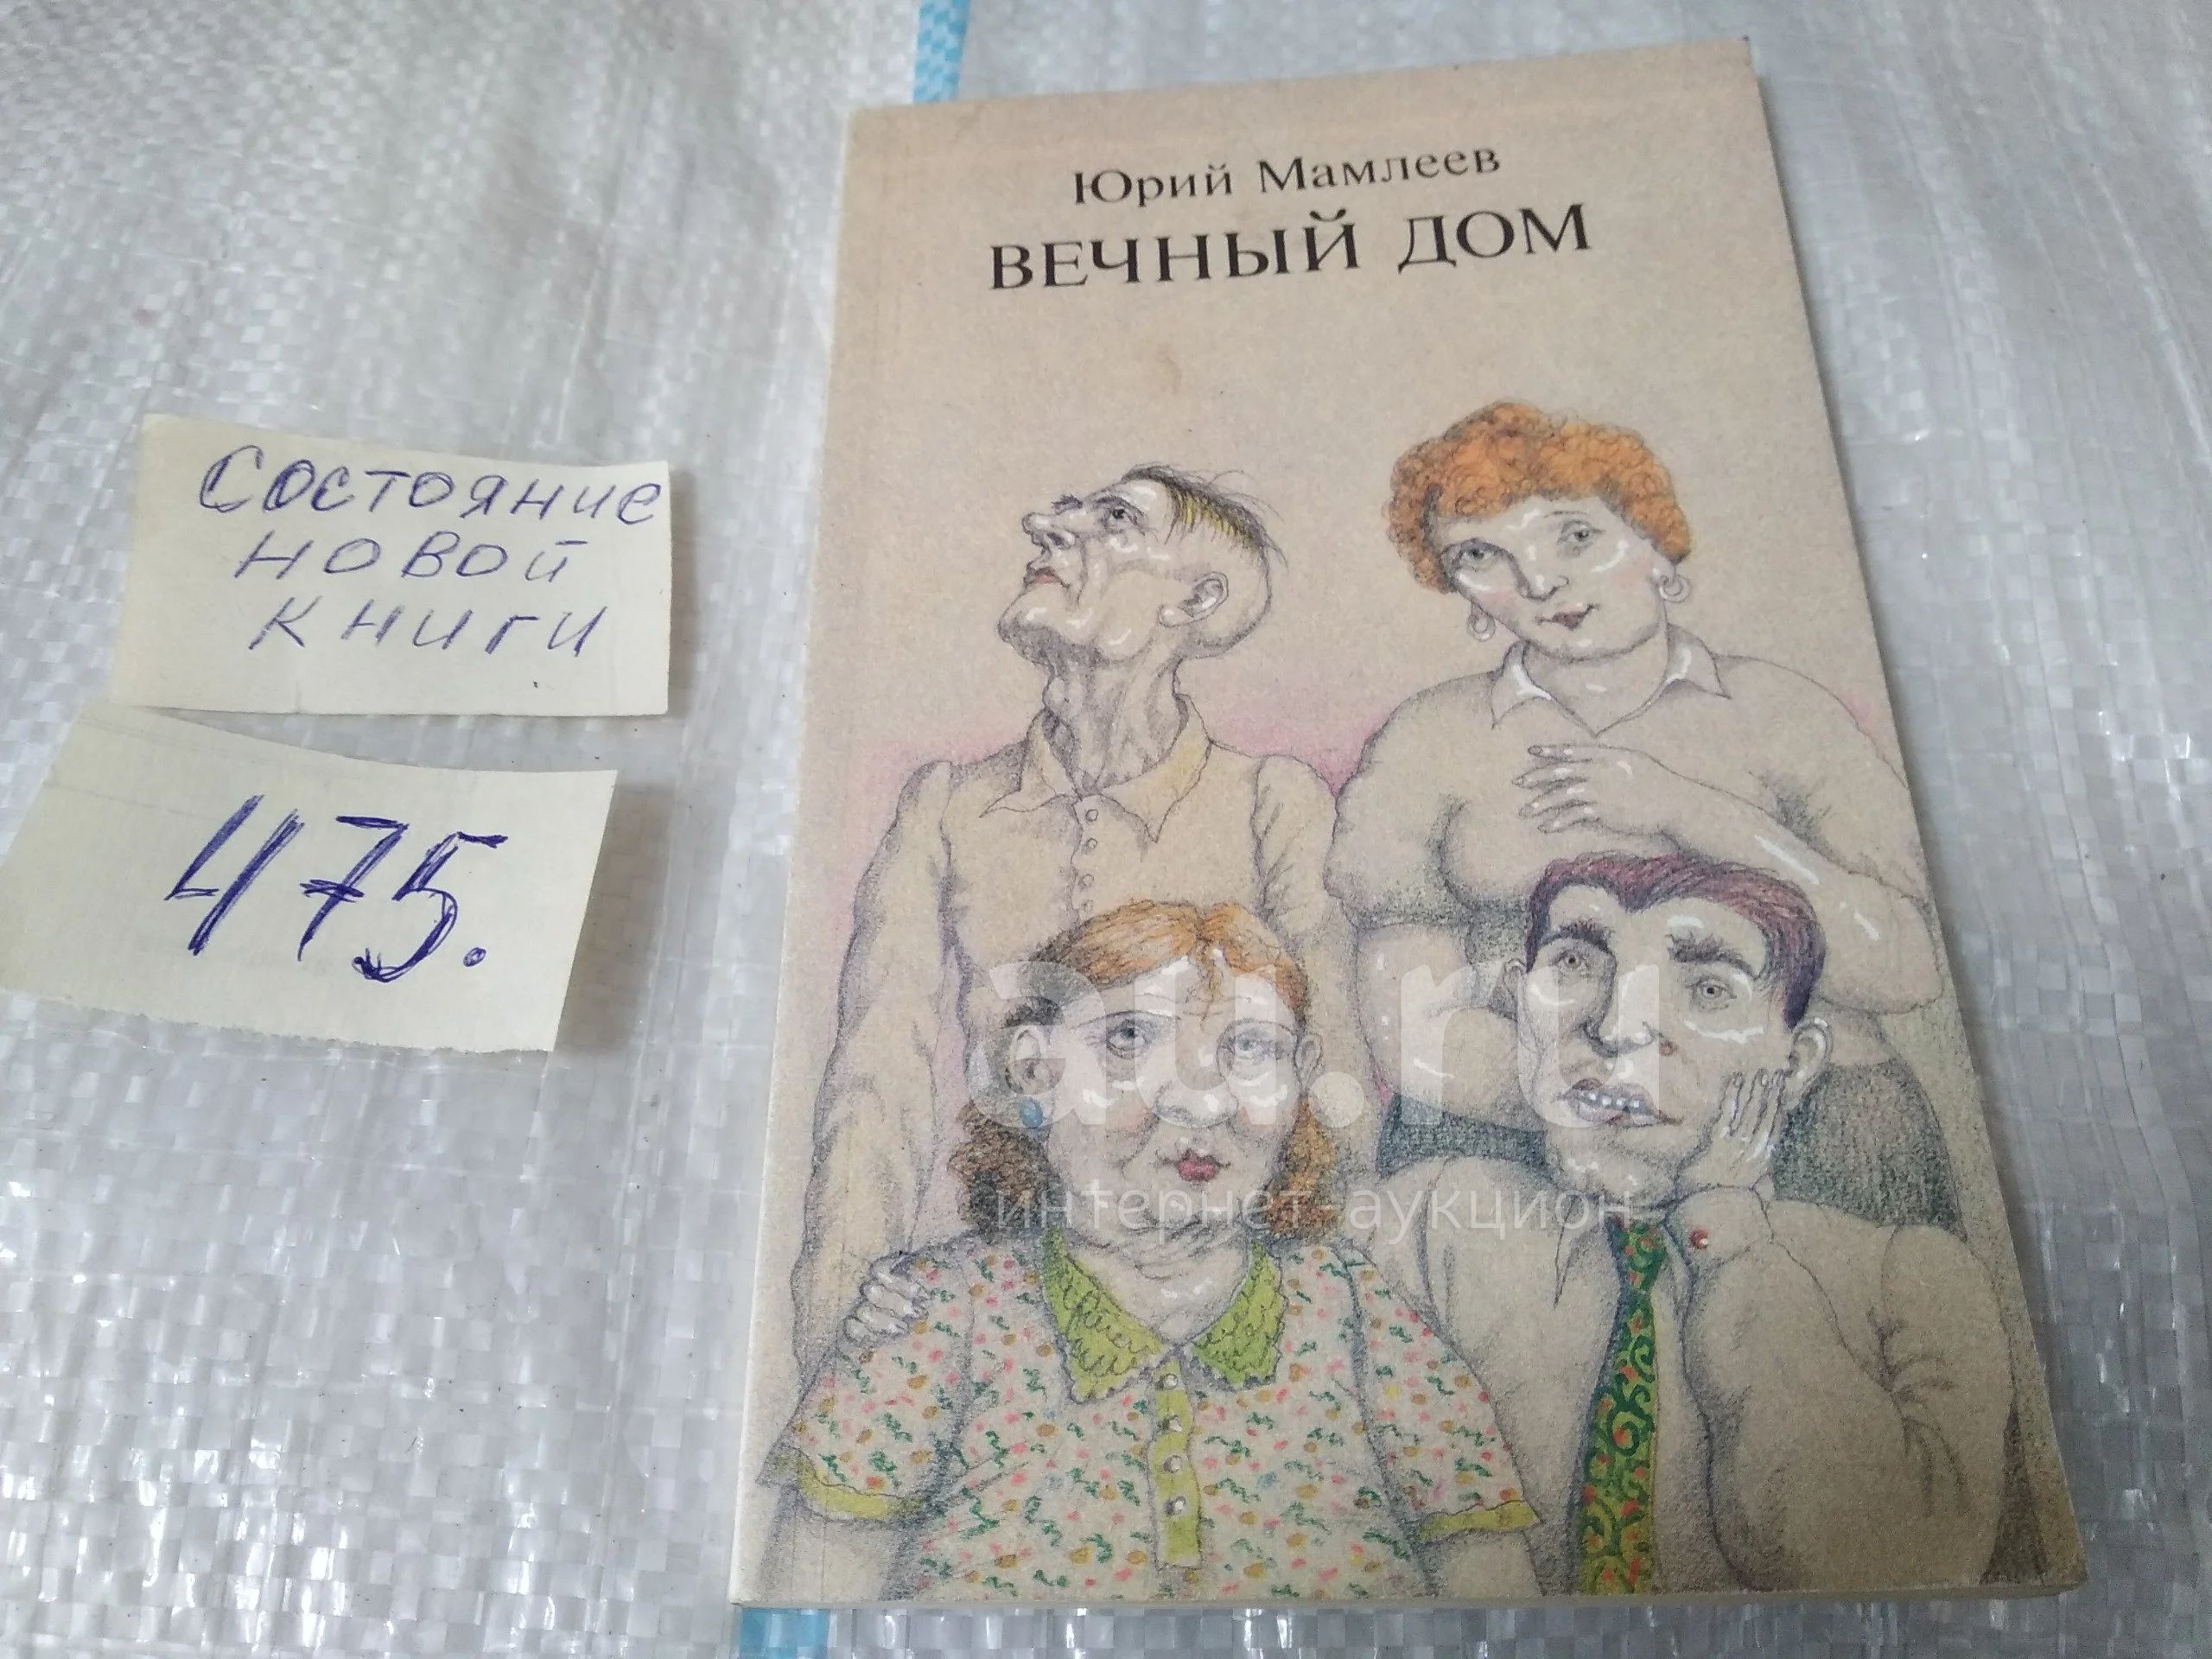 Юрий Мамлеев
ВЕЧНЫЙ ДОМ
Состояние
новой
книги
475.
au.ru
интернет-аукцион